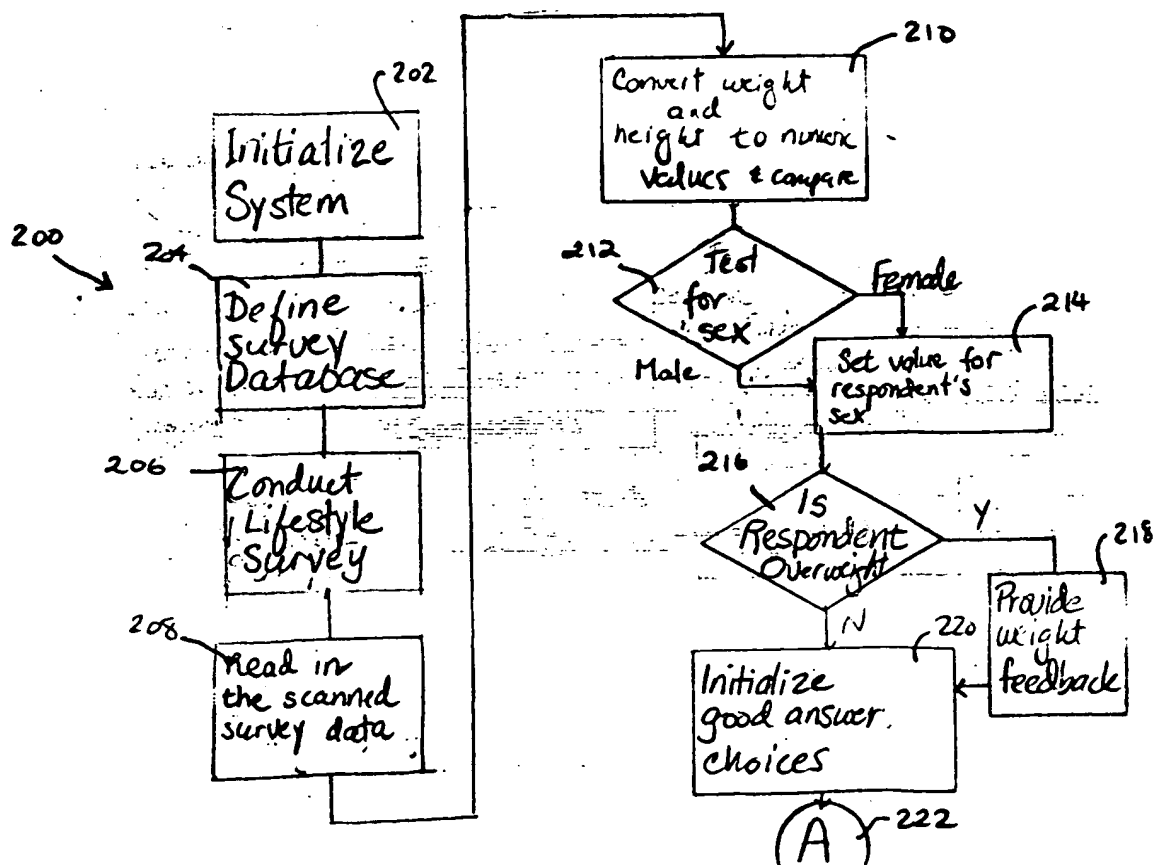 200
202
Initialize
System
204
Define
survey
Database
206
Conduct
Lifestyle
Survey
208
Read in
the scanned
survey data
210
Convert weight
and
height to numeric
values & compare
212
Test
for
sex
Female
Male
214
Set value for
respondent's
sex
216
Is
Respondent
Overweight
Y
N
218
Provide
weight
feedback
220
Initialize
good answer
choices
A
222